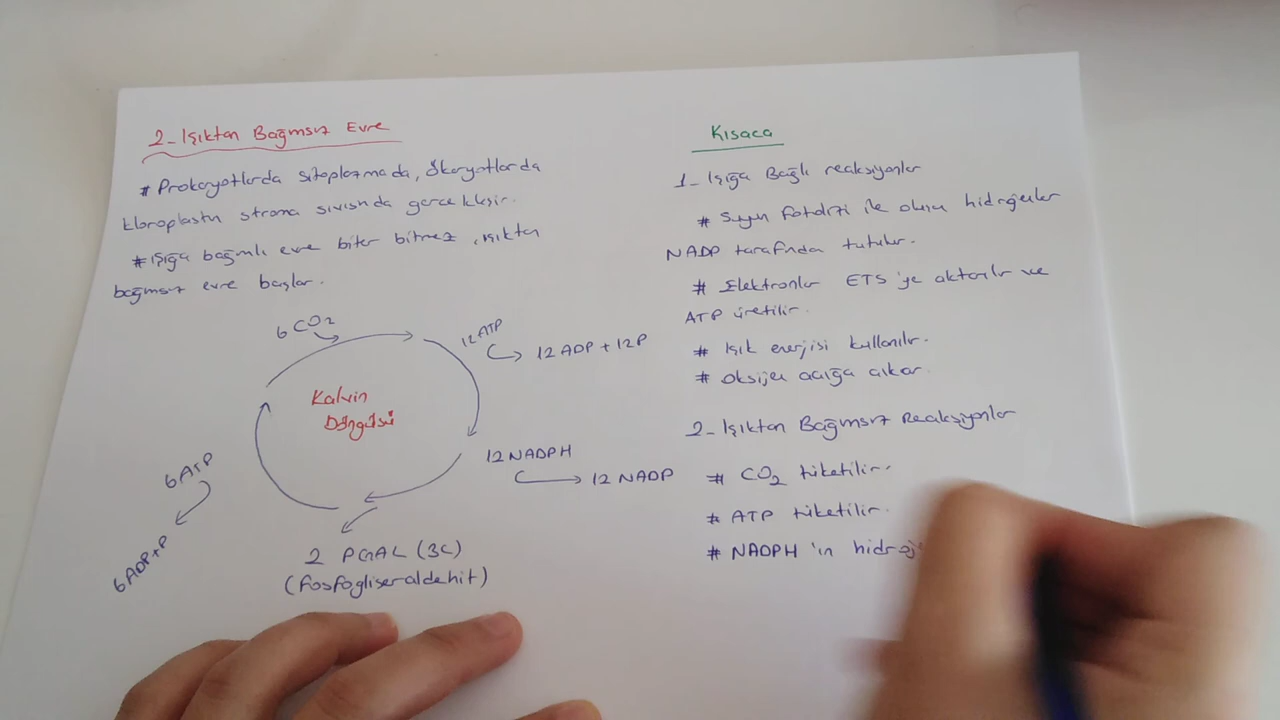 2- Işıktan Bağımsız Evre
# Prokaryotlarda sitoplazmada, Ökaryotlarda
kloroplastın stroma sıvısında gerçekleşir.
# Işığa bağımlı evre biter bitmez, ışıktan
bağımsız evre başlar.
6 CO2
12 ATP
12 ADP + 12P
Kalvin
Döngüsü
12 NADPH
12 NADP
6 ATP
6 ADP+P
2 PGAL (3C)
(Fosfogliseraldehit)
Kısaca
1- Işığa Bağlı reaksiyonlar
# Suyun Fotolizi ile oluşan hidrojenler
NADP tarafından tutulur.
# Elektronlar ETS'ye aktarılır ve
ATP üretilir.
# Işık enerjisi kullanılır.
# Oksijen açığa çıkar.
2- Işıktan Bağımsız Reaksiyonlar
# CO2 tüketilir.
# ATP tüketilir.
# NADPH'ın